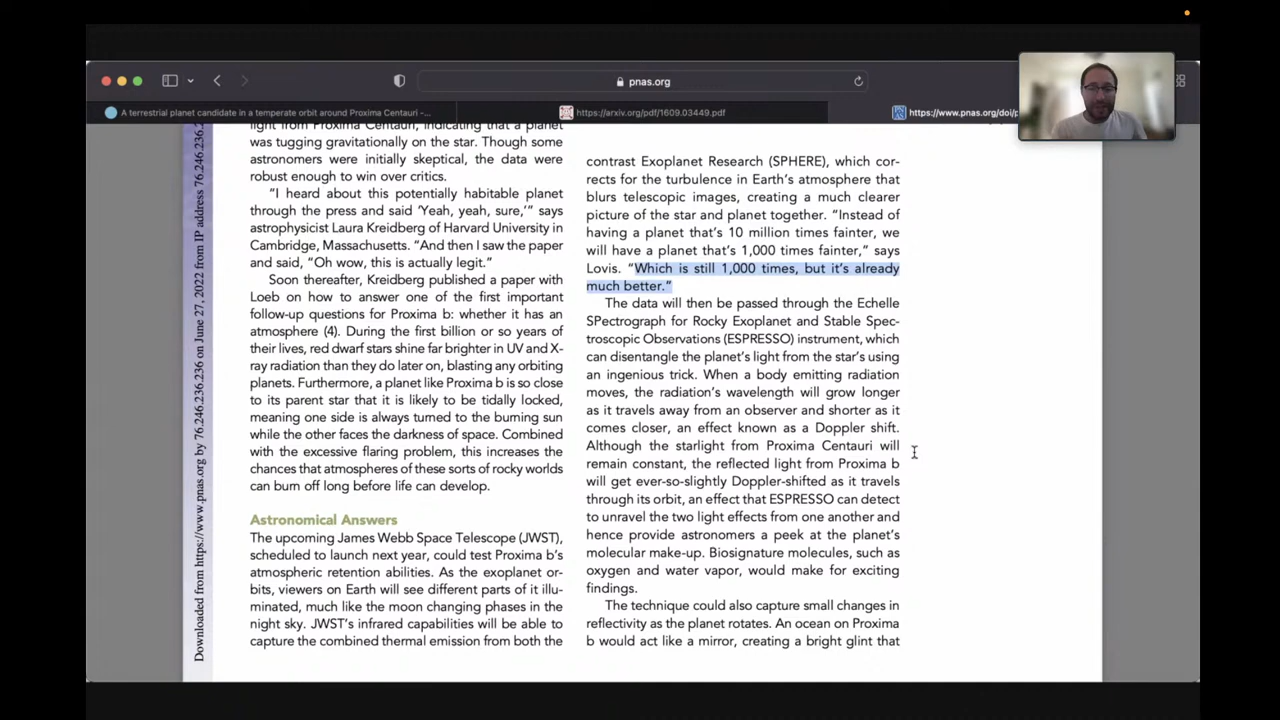 pnas.org
A terrestrial planet candidate in a temperate orbit around Proxima Centauri -...
https://arxiv.org/pdf/1609.03449.pdf
https://www.pnas.org/doi/p
Downloaded from https://www.pnas.org by 76.246.236.236 on June 27, 2022 from IP address 76.246.236.2
light from Proxima Centauri, indicating that a planet
was tugging gravitationally on the star. Though some
astronomers were initially skeptical, the data were
robust enough to win over critics.
"I heard about this potentially habitable planet
through the press and said 'Yeah, yeah, sure,'" says
astrophysicist Laura Kreidberg of Harvard University in
Cambridge, Massachusetts. "And then I saw the paper
and said, "Oh wow, this is actually legit."
Soon thereafter, Kreidberg published a paper with
Loeb on how to answer one of the first important
follow-up questions for Proxima b: whether it has an
atmosphere (4). During the first billion or so years of
their lives, red dwarf stars shine far brighter in UV and X-
ray radiation than they do later on, blasting any orbiting
planets. Furthermore, a planet like Proxima b is so close
to its parent star that it is likely to be tidally locked,
meaning one side is always turned to the burning sun
while the other faces the darkness of space. Combined
with the excessive flaring problem, this increases the
chances that atmospheres of these sorts of rocky worlds
can burn off long before life can develop.
Astronomical Answers
The upcoming James Webb Space Telescope (JWST),
scheduled to launch next year, could test Proxima b's
atmospheric retention abilities. As the exoplanet or-
bits, viewers on Earth will see different parts of it illu-
minated, much like the moon changing phases in the
night sky. JWST's infrared capabilities will be able to
capture the combined thermal emission from both the
contrast Exoplanet Research (SPHERE), which cor-
rects for the turbulence in Earth's atmosphere that
blurs telescopic images, creating a much clearer
picture of the star and planet together. "Instead of
having a planet that's 10 million times fainter, we
will have a planet that's 1,000 times fainter," says
Lovis. "Which is still 1,000 times, but it's already
much better."
The data will then be passed through the Echelle
SPectrograph for Rocky Exoplanet and Stable Spec-
troscopic Observations (ESPRESSO) instrument, which
can disentangle the planet's light from the star's using
an ingenious trick. When a body emitting radiation
moves, the radiation's wavelength will grow longer
as it travels away from an observer and shorter as it
comes closer, an effect known as a Doppler shift.
Although the starlight from Proxima Centauri will
remain constant, the reflected light from Proxima b
will get ever-so-slightly Doppler-shifted as it travels
through its orbit, an effect that ESPRESSO can detect
to unravel the two light effects from one another and
hence provide astronomers a peek at the planet's
molecular make-up. Biosignature molecules, such as
oxygen and water vapor, would make for exciting
findings.
The technique could also capture small changes in
reflectivity as the planet rotates. An ocean on Proxima
b would act like a mirror, creating a bright glint that